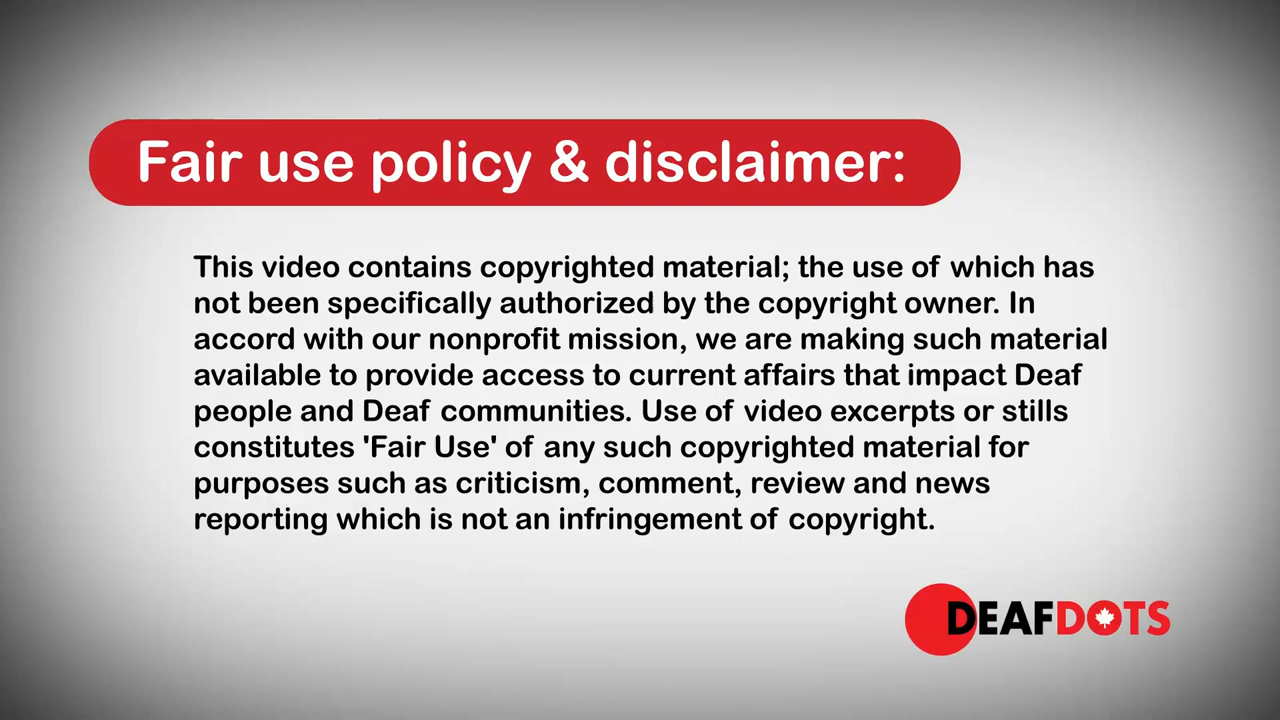 Fair use policy & disclaimer:
This video contains copyrighted material; the use of which has
not been specifically authorized by the copyright owner. In
accord with our nonprofit mission, we are making such material
available to provide access to current affairs that impact Deaf
people and Deaf communities. Use of video excerpts or stills
constitutes 'Fair Use' of any such copyrighted material for
purposes such as criticism, comment, review and news
reporting which is not an infringement of copyright.
DEAFDOTS